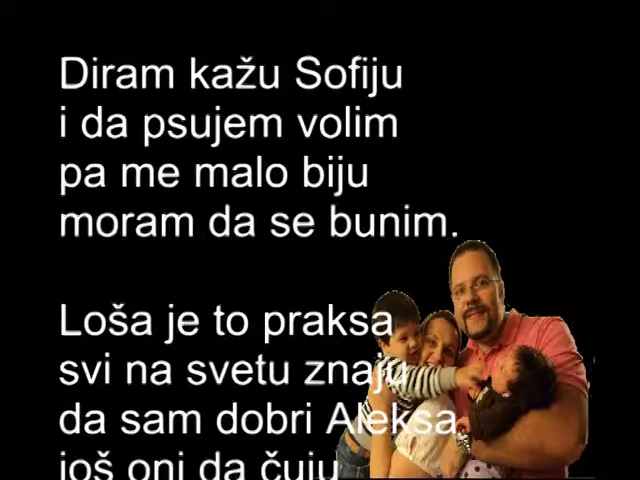 Diram kažu Sofiju
i da psujem volim
pa me malo biju
moram da se bunim.
Loša je to praksa
svi na svetu znaju
da sam dobri Aleksa
još oni da čuju